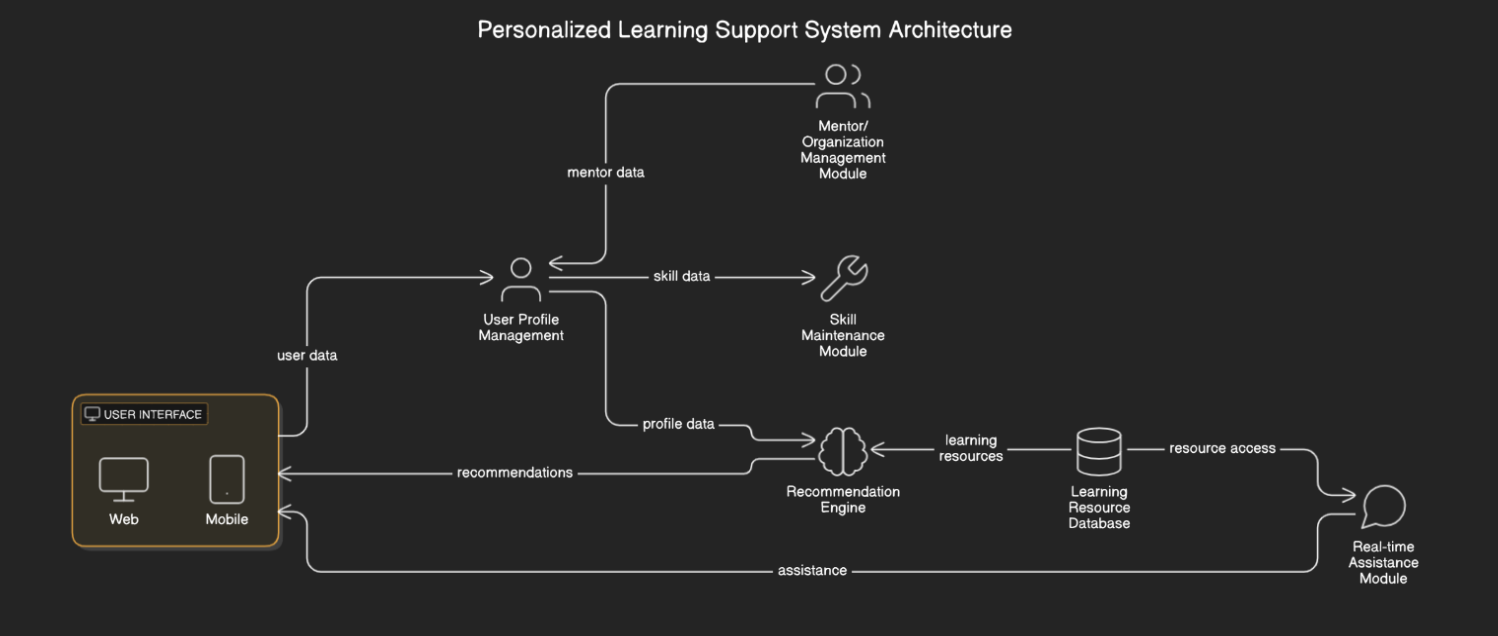 Personalized Learning Support System Architecture
Mentor/
Organization
Management
Module
mentor data
skill data
User Profile
Management
Skill
Maintenance
Module
user data
USER INTERFACE
Web
Mobile
profile data
recommendations
Recommendation
Engine
learning
resources
Learning
Resource
Database
resource access
Real-time
Assistance
Module
assistance